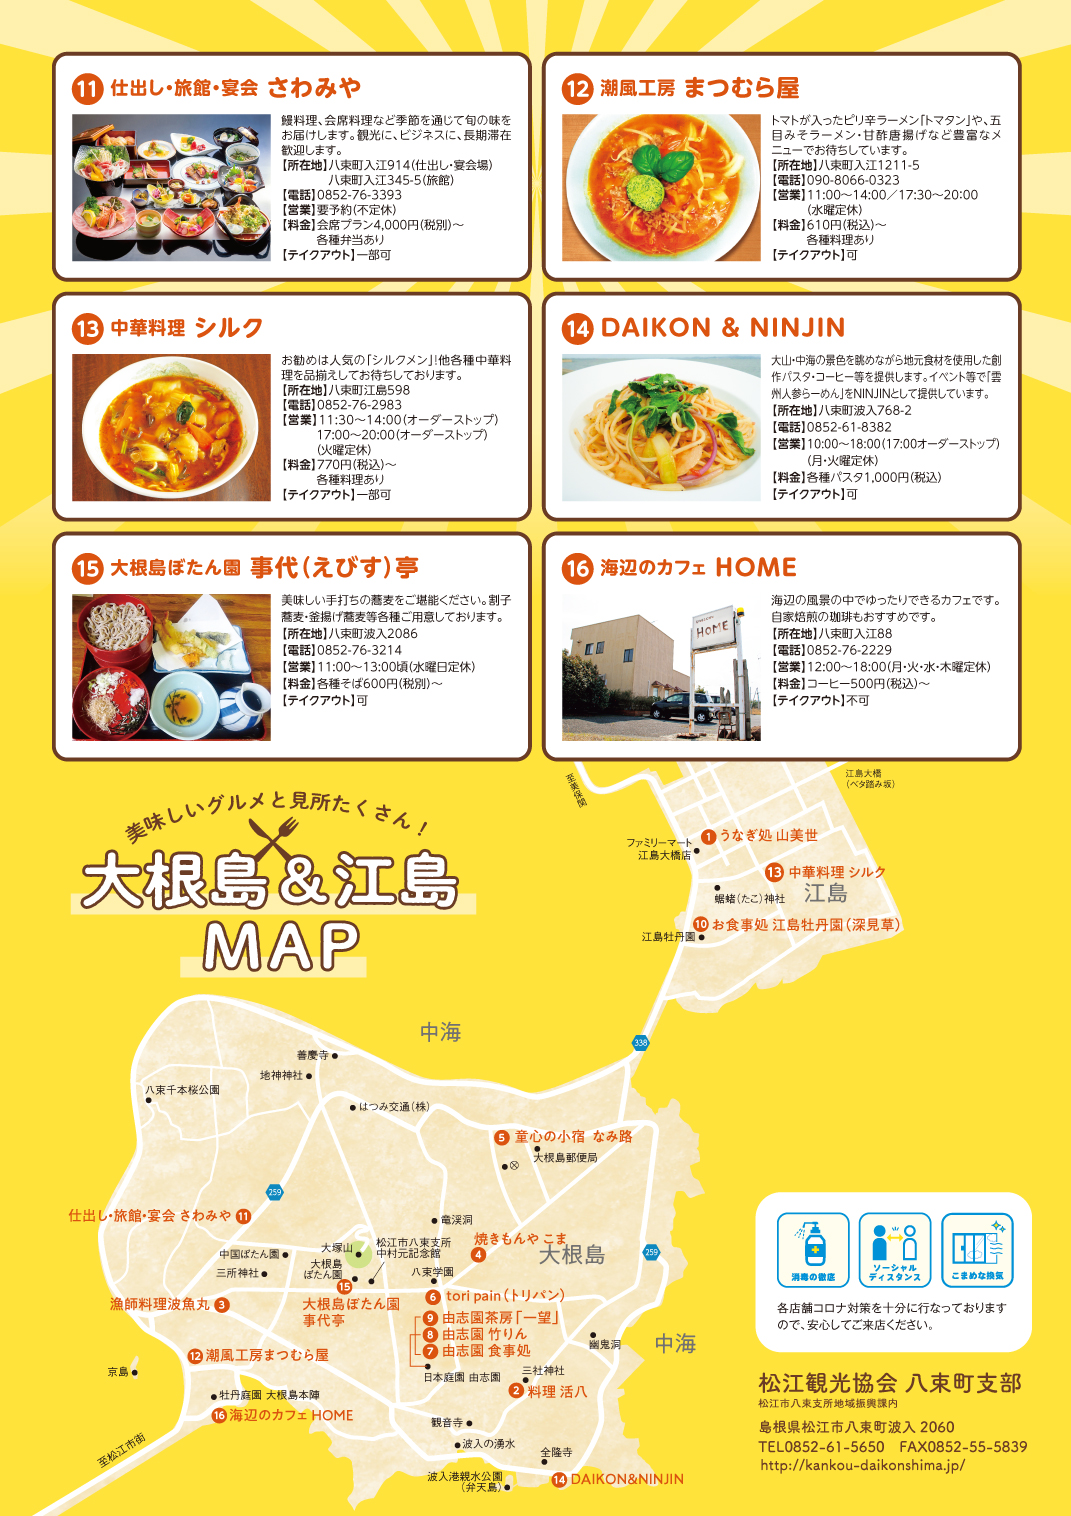 11 仕出し・旅館・宴会 さわみや
鰻料理、会席料理など季節を通じて旬の味を
お届けします。観光に、ビジネスに、長期滞在
歓迎します。
【所在地】八束町入江914(仕出し・宴会場)
八束町入江345-5(旅館)
【電話】0852-76-3393
【営業】要予約(不定休)
【料金】会席プラン4,000円(税別)〜
各種弁当あり
【テイクアウト】一部可
12 潮風工房 まつむら屋
トマトが入ったピリ辛ラーメン「トマタン」や、五
目みそラーメン・甘酢唐揚げなど豊富なメ
ニューでお待ちしています。
【所在地】八束町入江1211-5
【電話】090-8066-0323
【営業】11:00〜14:00／17:30〜20:00
(水曜定休)
【料金】610円(税込)〜
各種料理あり
【テイクアウト】可
13 中華料理 シルク
お勧めは人気の「シルクメン」!他各種中華料
理を品揃えしてお待ちしております。
【所在地】八束町江島598
【電話】0852-76-2983
【営業】11:30〜14:00(オーダーストップ)
17:00〜20:00(オーダーストップ)
(火曜定休)
【料金】770円(税込)〜
各種料理あり
【テイクアウト】一部可
14 DAIKON & NINJIN
大山・中海の景色を眺めながら地元食材を使用した創
作パスタ・コーヒー等を提供します。イベント等で「雲
州人参らーめん」をNINJINとして提供しています。
【所在地】八束町波入768-2
【電話】0852-61-8382
【営業】10:00〜18:00(17:00オーダーストップ)
(月・火曜定休)
【料金】各種パスタ1,000円(税込)
【テイクアウト】可
15 大根島ぼたん園 事代(えびす)亭
美味しい手打ちの蕎麦をご堪能ください。割子
蕎麦・釜揚げ蕎麦等各種ご用意しております。
【所在地】八束町波入2086
【電話】0852-76-3214
【営業】11:00〜13:00頃(水曜日定休)
【料金】各種そば600円(税別)〜
【テイクアウト】可
16 海辺のカフェ HOME
海辺の風景の中でゆったりできるカフェです。
自家焙煎の珈琲もおすすめです。
【所在地】八束町入江88
【電話】0852-76-2229
【営業】12:00〜18:00(月・火・水・木曜定休)
【料金】コーヒー500円(税込)〜
【テイクアウト】不可
HOME
美味しいグルメと見所たくさん！
大根島&江島
MAP
至美保関
江島大橋
(ベタ踏み坂)
ファミリーマート
江島大橋店
1 うなぎ処 山美世
13 中華料理 シルク
蜛蝫(たこ)神社
江島
10 お食事処 江島牡丹園(深見草)
江島牡丹園
中海
338
善慶寺
地神神社
八束千本桜公園
はつみ交通(株)
5 童心の小宿 なみ路
大根島郵便局
259
仕出し・旅館・宴会 さわみや 11
竜渓洞
焼きもんや こま
4
大根島
259
中国ぼたん園
大塚山
松江市八束支所
中村元記念館
三所神社
大根島
ぼたん園
八束学園
15
大根島ぼたん園
事代亭
漁師料理波魚丸 3
6 tori pain(トリパン)
9 由志園茶房「一望」
8 由志園 竹りん
7 由志園 食事処
日本庭園 由志園
幽鬼洞
中海
12 潮風工房まつむら屋
京島
三社神社
2 料理 活八
牡丹庭園 大根島本陣
16 海辺のカフェ HOME
観音寺
波入の湧水
全隆寺
至松江市街
波入港親水公園
(弁天島)
14 DAIKON&NINJIN
消毒の徹底
ソーシャル
ディスタンス
こまめな換気
各店舗コロナ対策を十分に行なっております
ので、安心してご来店ください。
松江観光協会 八束町支部
松江市八束支所地域振興課内
島根県松江市八束町波入 2060
TEL0852-61-5650 FAX0852-55-5839
http://kankou-daikonshima.jp/